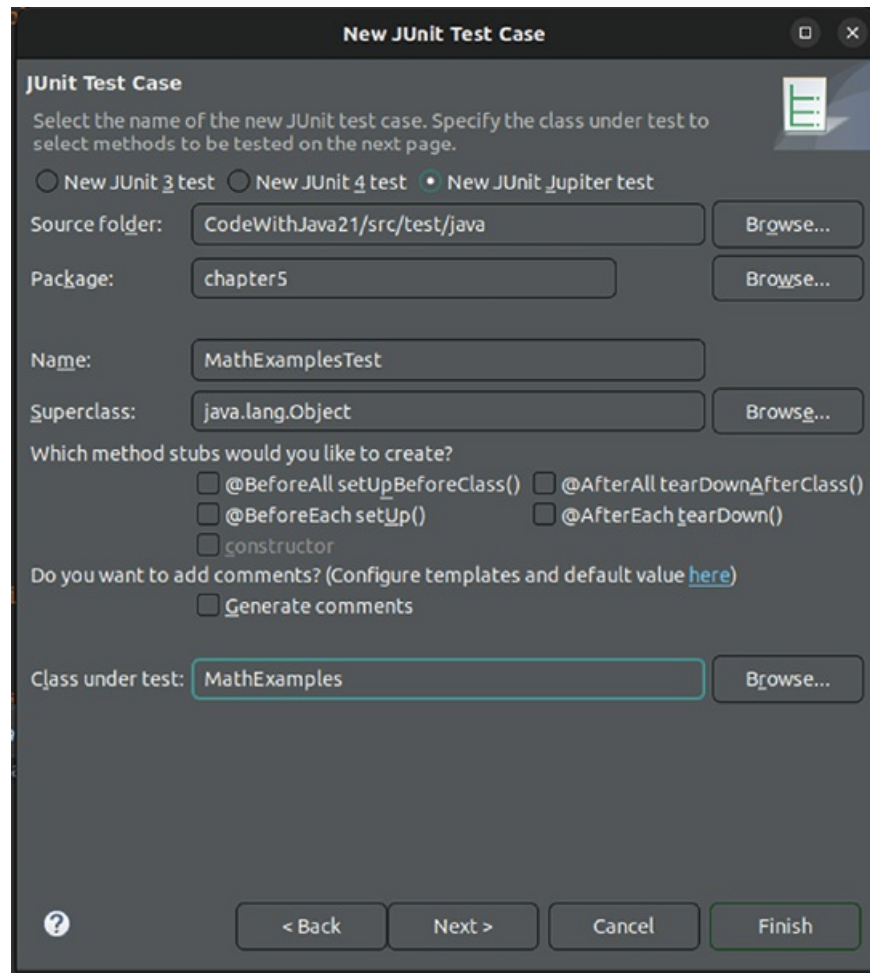 New JUnit Test Case
JUnit Test Case
Select the name of the new JUnit test case. Specify the class under test to
select methods to be tested on the next page.
New JUnit 3 test New JUnit 4 test New JUnit Jupiter test
Source folder: CodeWithJava21/src/test/java Browse...
Package: chapter5 Browse...
Name: MathExamplesTest
Superclass: java.lang.Object Browse...
Which method stubs would you like to create?
@BeforeAll setUpBeforeClass() @AfterAll tearDownAfterClass()
@BeforeEach setUp() @AfterEach tearDown()
constructor
Do you want to add comments? (Configure templates and default value here)
Generate comments
Class under test: MathExamples Browse...
? < Back Next > Cancel Finish